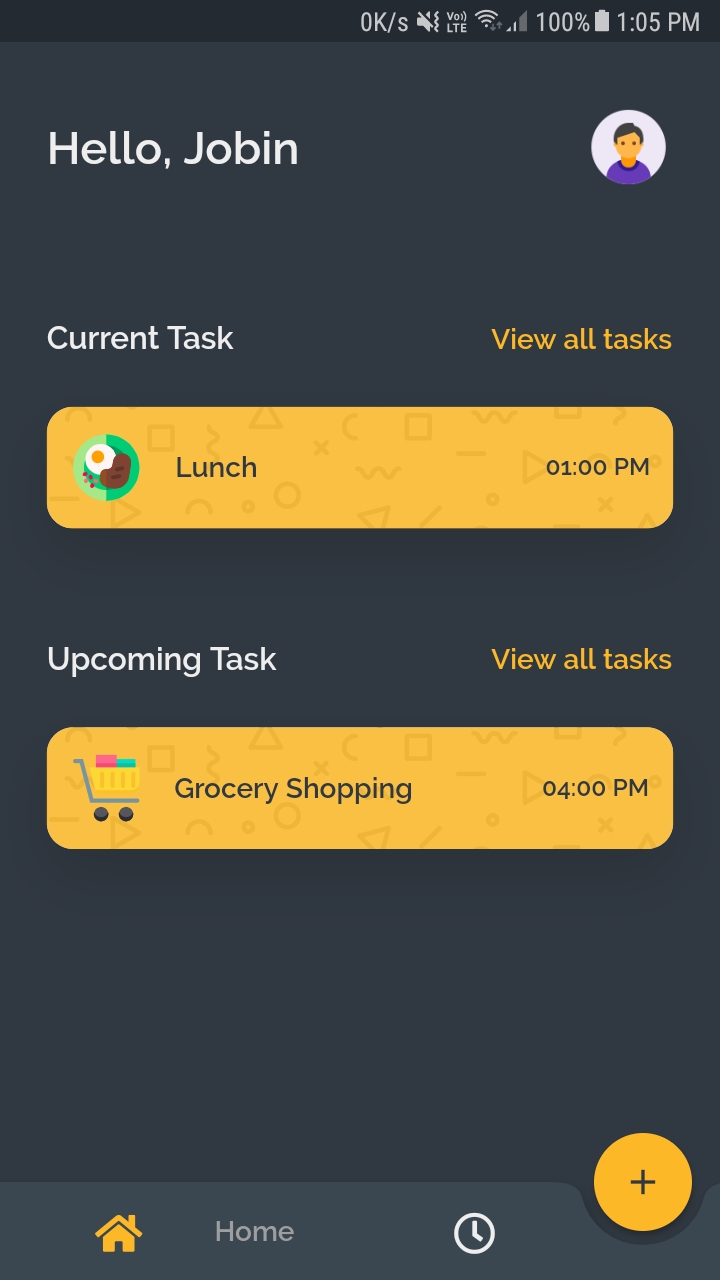 0K/s Vo)) LTE 100% 1:05 PM
Hello, Jobin
Current Task View all tasks
Lunch 01:00 PM
Upcoming Task View all tasks
Grocery Shopping 04:00 PM
Home